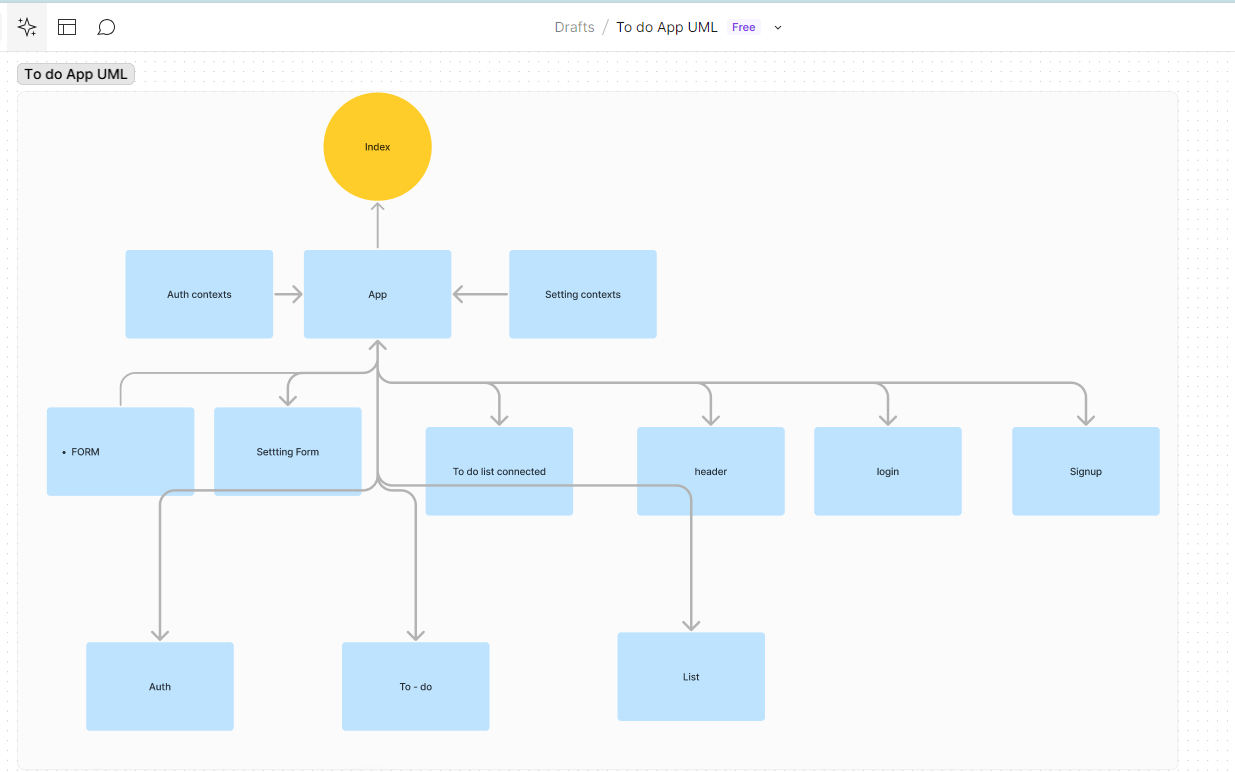 Drafts / To do App UML Free
To do App UML
Index
Auth contexts
App
Setting contexts
• FORM
Settting Form
To do list connected
header
login
Signup
Auth
To - do
List